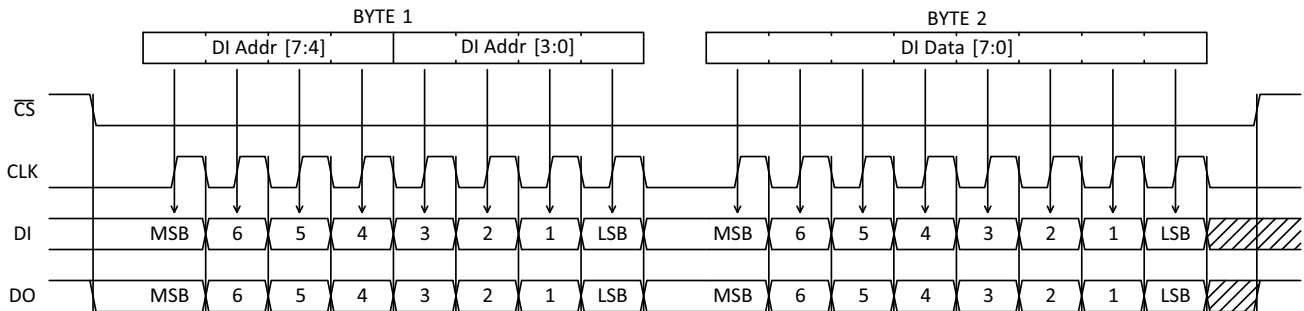 BYTE 1 BYTE 2
DI Addr [7:4] DI Addr [3:0] DI Data [7:0]
CS
CLK
DI MSB 6 5 4 3 2 1 LSB MSB 6 5 4 3 2 1 LSB
DO MSB 6 5 4 3 2 1 LSB MSB 6 5 4 3 2 1 LSB